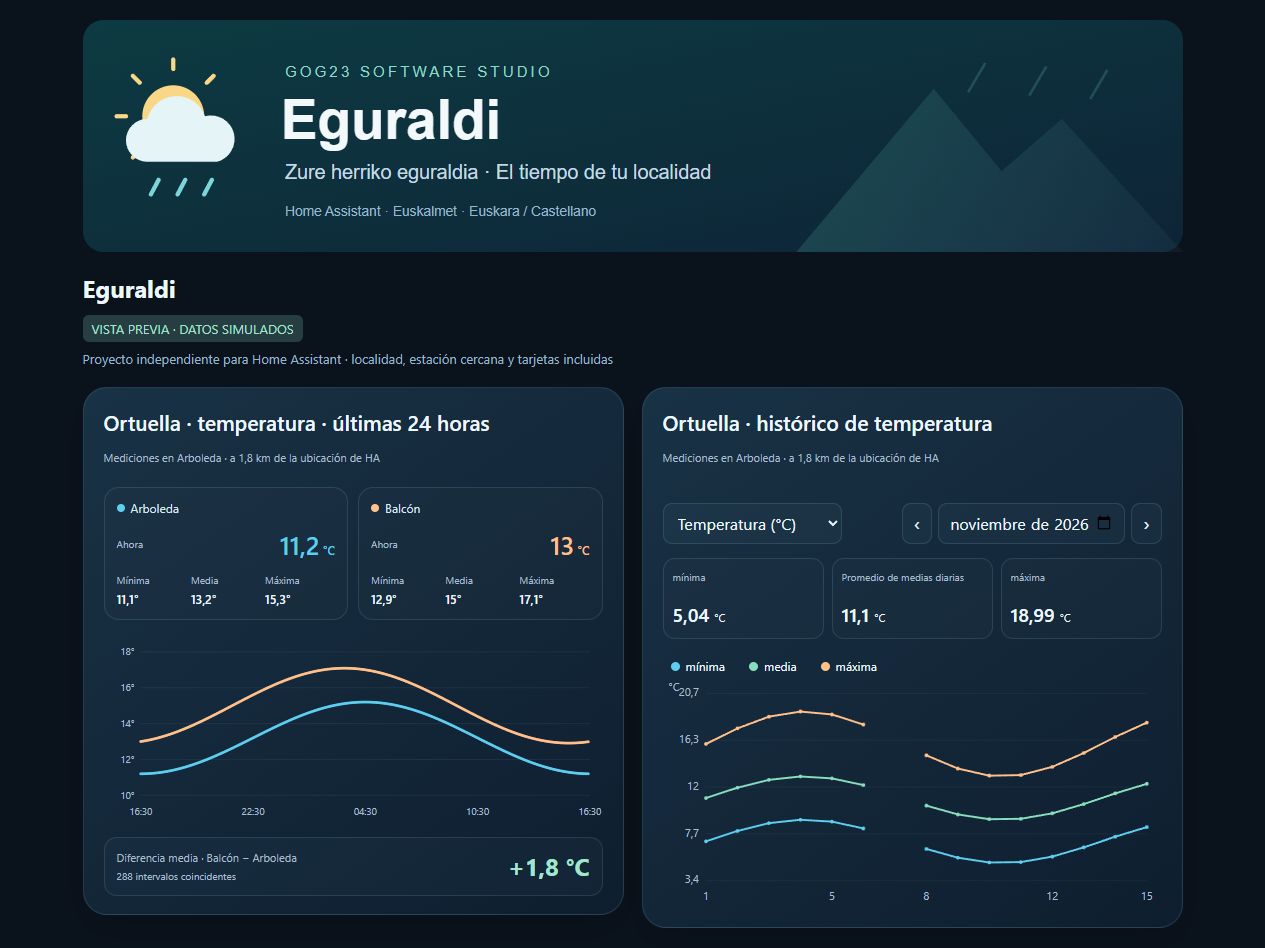 GOG23 SOFTWARE STUDIO
Eguraldi
Zure herriko eguraldia · El tiempo de tu localidad
Home Assistant · Euskalmet · Euskara / Castellano
Eguraldi
VISTA PREVIA · DATOS SIMULADOS
Proyecto independiente para Home Assistant · localidad, estación cercana y tarjetas incluidas
Ortuella · temperatura · últimas 24 horas
Mediciones en Arboleda · a 1,8 km de la ubicación de HA
Arboleda
Ahora
11,2 °C
Mínima Media Máxima
11,1° 13,2° 15,3°
Balcón
Ahora
13 °C
Mínima Media Máxima
12,9° 15° 17,1°
18°
16°
14°
12°
10°
16:30 22:30 04:30 10:30 16:30
Diferencia media · Balcón − Arboleda
288 intervalos coincidentes
+1,8 °C
Ortuella · histórico de temperatura
Mediciones en Arboleda · a 1,8 km de la ubicación de HA
Temperatura (°C)
‹ noviembre de 2026 ›
mínima
5,04 °C
Promedio de medias diarias
11,1 °C
máxima
18,99 °C
mínima media máxima
°C
20,7
16,3
12
7,7
3,4
1 5 8 12 15